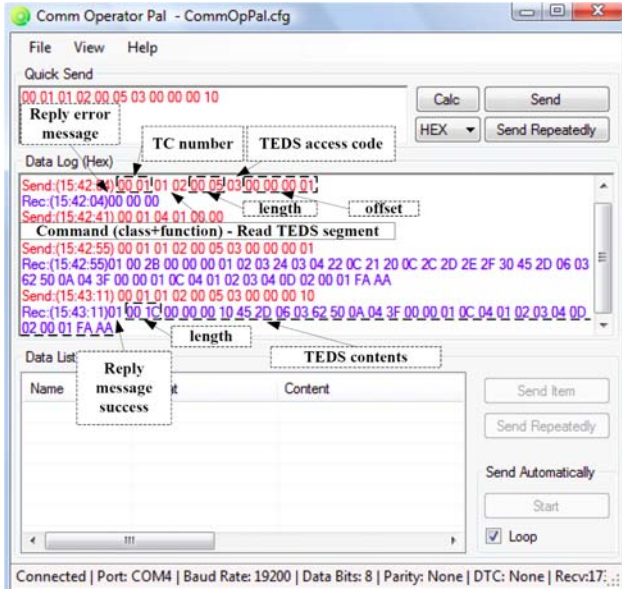 Comm Operator Pal - CommOpPal.cfg
File View Help
Quick Send
00 01 01 02 00 05 03 00 00 00 10
Calc Send
HEX Send Repeatedly
Reply error
message
TC number
TEDS access code
Data Log (Hex)
Send:(15:42:04) 00 01 01 02 00 05 03 00 00 00 01
Rec:(15:42:04)00 00 00
length
offset
Send:(15:42:41) 00 01 04 01 00 00
Command (class+function) - Read TEDS segment
Send:(15:42:55) 00 01 01 02 00 05 03 00 00 00 01
Rec:(15:42:55)01 00 2B 00 00 00 01 02 03 24 03 04 22 0C 21 20 0C 2C 2D 2E 2F 30 45 2D 06 03
62 50 0A 04 3F 00 00 01 0C 04 01 02 03 04 0D 02 00 01 FA AA
Send:(15:43:11) 00 01 01 02 00 05 03 00 00 00 10
Rec:(15:43:11)01 00 1C 00 00 00 10 45 2D 06 03 62 50 0A 04 3F 00 00 01 0C 04 01 02 03 04 0D
02 00 01 FA AA
length
TEDS contents
Data List
Reply
message
success
Name Content
Send Item
Send Repeatedly
Send Automatically
Start
Loop
Connected | Port: COM4 | Baud Rate: 19200 | Data Bits: 8 | Parity: None | DTC: None | Recv:17